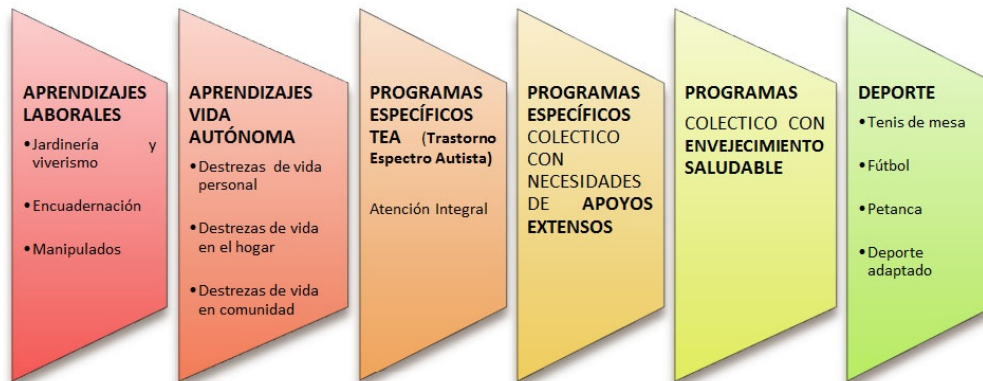 APRENDIZAJES
LABORALES
•Jardinería y
viverismo
•Encuadernación
•Manipulados
APRENDIZAJES
VIDA
AUTÓNOMA
•Destrezas de vida
personal
•Destrezas de vida
en el hogar
•Destrezas de vida
en comunidad
PROGRAMAS
ESPECÍFICOS
TEA (Trastorno
Espectro Autista)
Atención Integral
PROGRAMAS
ESPECÍFICOS
COLECTICO CON
NECESIDADES
DE APOYOS
EXTENSOS
PROGRAMAS
COLECTICO CON
ENVEJECIMIENTO
SALUDABLE
DEPORTE
•Tenis de mesa
•Fútbol
•Petanca
•Deporte
adaptado